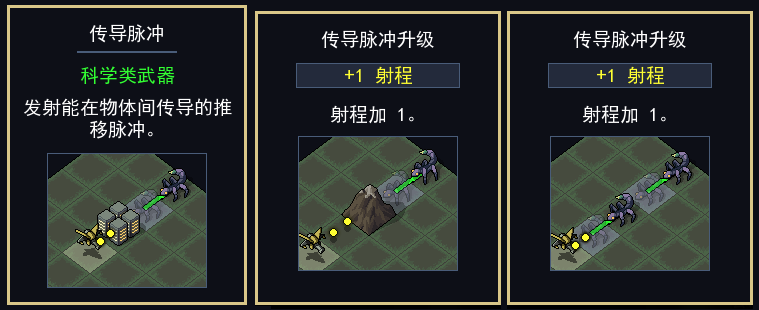 传导脉冲
科学类武器
发射能在物体间传导的推
移脉冲。
传导脉冲升级
+1 射程
射程加 1。
传导脉冲升级
+1 射程
射程加 1。